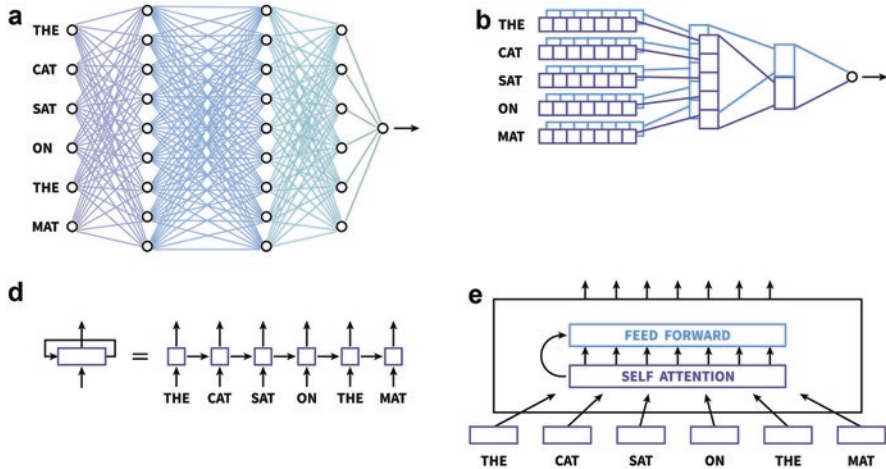 a
THE
CAT
SAT
ON
THE
MAT
b
THE
CAT
SAT
ON
MAT
d
=
THE CAT SAT ON THE MAT
e
FEED FORWARD
SELF ATTENTION
THE CAT SAT ON THE MAT